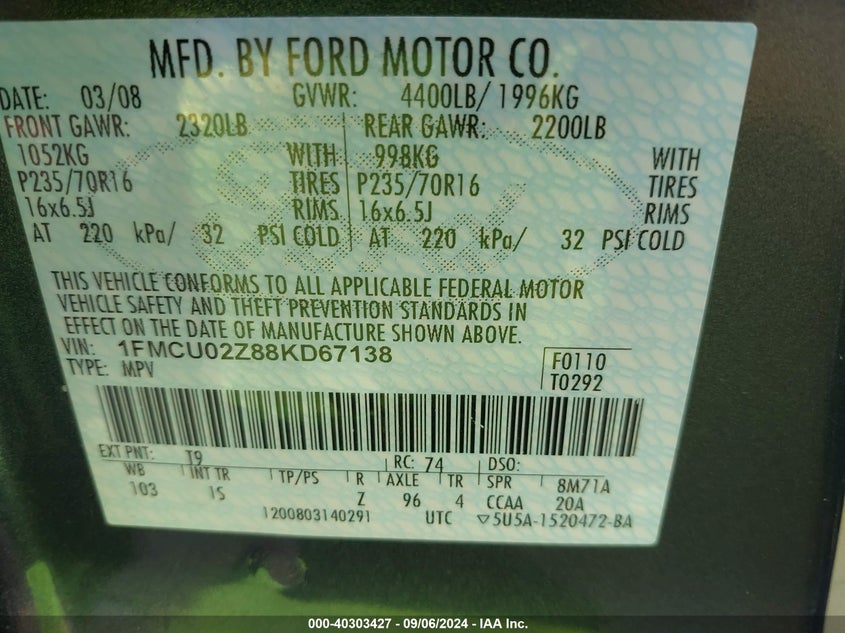 MFD. BY FORD MOTOR CO.
DATE: 03/08 GVWR: 4400LB/ 1996KG
FRONT GAWR: 2320LB REAR GAWR: 2200LB
1052KG WITH 998KG WITH
P235/70R16 TIRES P235/70R16 TIRES
16x6.5J RIMS 16x6.5J RIMS
AT 220 kPa/ 32 PSI COLD AT 220 kPa/ 32 PSI COLD
THIS VEHICLE CONFORMS TO ALL APPLICABLE FEDERAL MOTOR
VEHICLE SAFETY AND THEFT PREVENTION STANDARDS IN
EFFECT ON THE DATE OF MANUFACTURE SHOWN ABOVE.
VIN: 1FMCU02Z88KD67138 F0110
TYPE: MPV T0292
EXT PNT: T9 RC: 74 DSO:
WB INT TR TP/PS R AXLE TR SPR 8M71A
103 IS Z 96 4 CCAA 20A
1200803140291 UTC ▽5U5A-1520472-BA
000-40303427 - 09/06/2024 - IAA Inc.